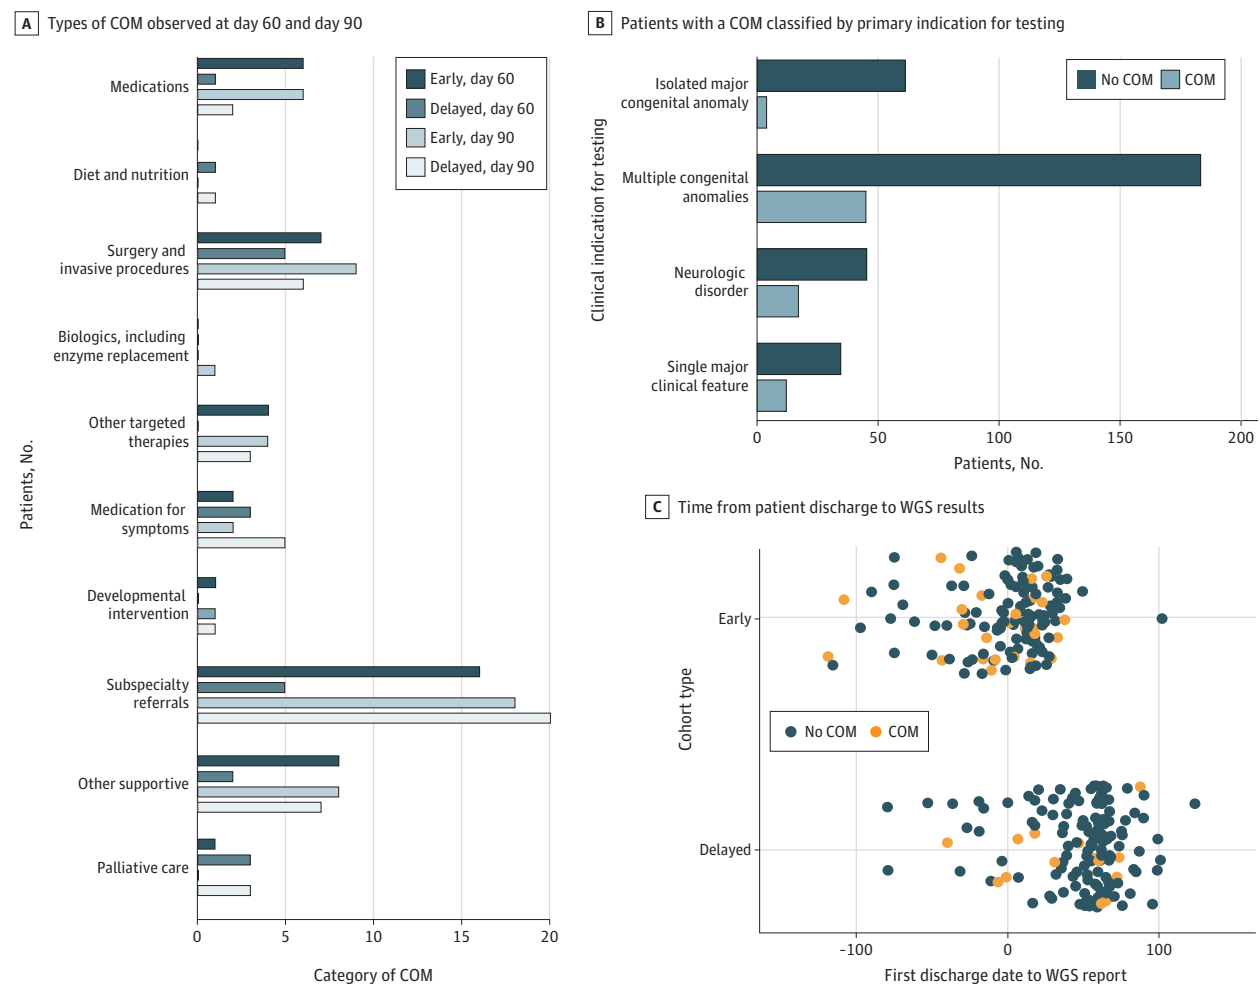 A Types of COM observed at day 60 and day 90
Early, day 60
Delayed, day 60
Early, day 90
Delayed, day 90
Patients, No.
Medications
Diet and nutrition
Surgery and
invasive procedures
Biologics, including
enzyme replacement
Other targeted
therapies
Medication for
symptoms
Developmental
intervention
Subspecialty
referrals
Other supportive
Palliative care
0 5 10 15 20
Category of COM
B Patients with a COM classified by primary indication for testing
No COM COM
Clinical indication for testing
Isolated major
congenital anomaly
Multiple congenital
anomalies
Neurologic
disorder
Single major
clinical feature
0 50 100 150 200
Patients, No.
C Time from patient discharge to WGS results
Cohort type
Early
No COM COM
Delayed
-100 0 100
First discharge date to WGS report